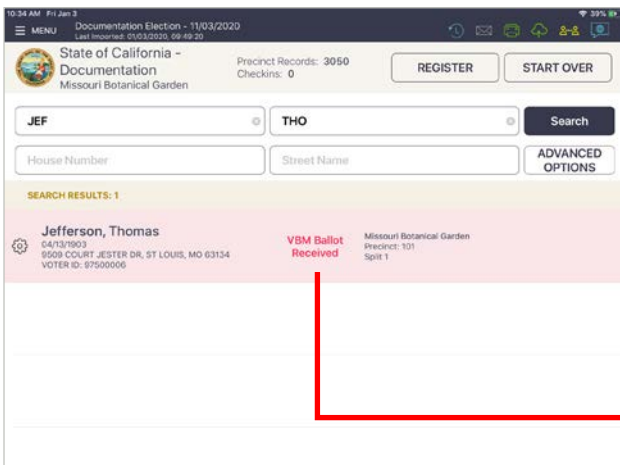 10:34 AM Fri Jan 3
39%
MENU
Documentation Election - 11/03/2020
Last Imported: 01/03/2020, 09:49:20
State of California -
Documentation
Missouri Botanical Garden
Precinct Records: 3050
Checkins: 0
REGISTER
START OVER
JEF
THO
Search
House Number
Street Name
ADVANCED
OPTIONS
SEARCH RESULTS: 1
Jefferson, Thomas
04/13/1903
9509 COURT JESTER DR, ST LOUIS, MO 63134
VOTER ID: 97500006
VBM Ballot
Received
Missouri Botanical Garden
Precinct: 101
Split 1